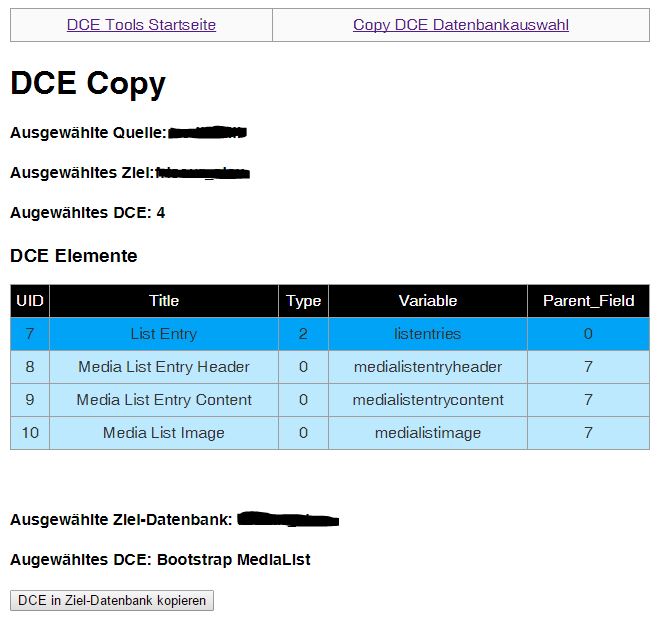 DCE Tools Startseite Copy DCE Datenbankauswahl
DCE Copy
Ausgewählte Quelle:
Ausgewähltes Ziel:
Augewähltes DCE: 4
DCE Elemente
UID Title Type Variable Parent_Field
7 List Entry 2 listentries 0
8 Media List Entry Header 0 medialistentryheader 7
9 Media List Entry Content 0 medialistentrycontent 7
10 Media List Image 0 medialistimage 7
Ausgewählte Ziel-Datenbank:
Augewähltes DCE: Bootstrap MediaList
DCE in Ziel-Datenbank kopieren